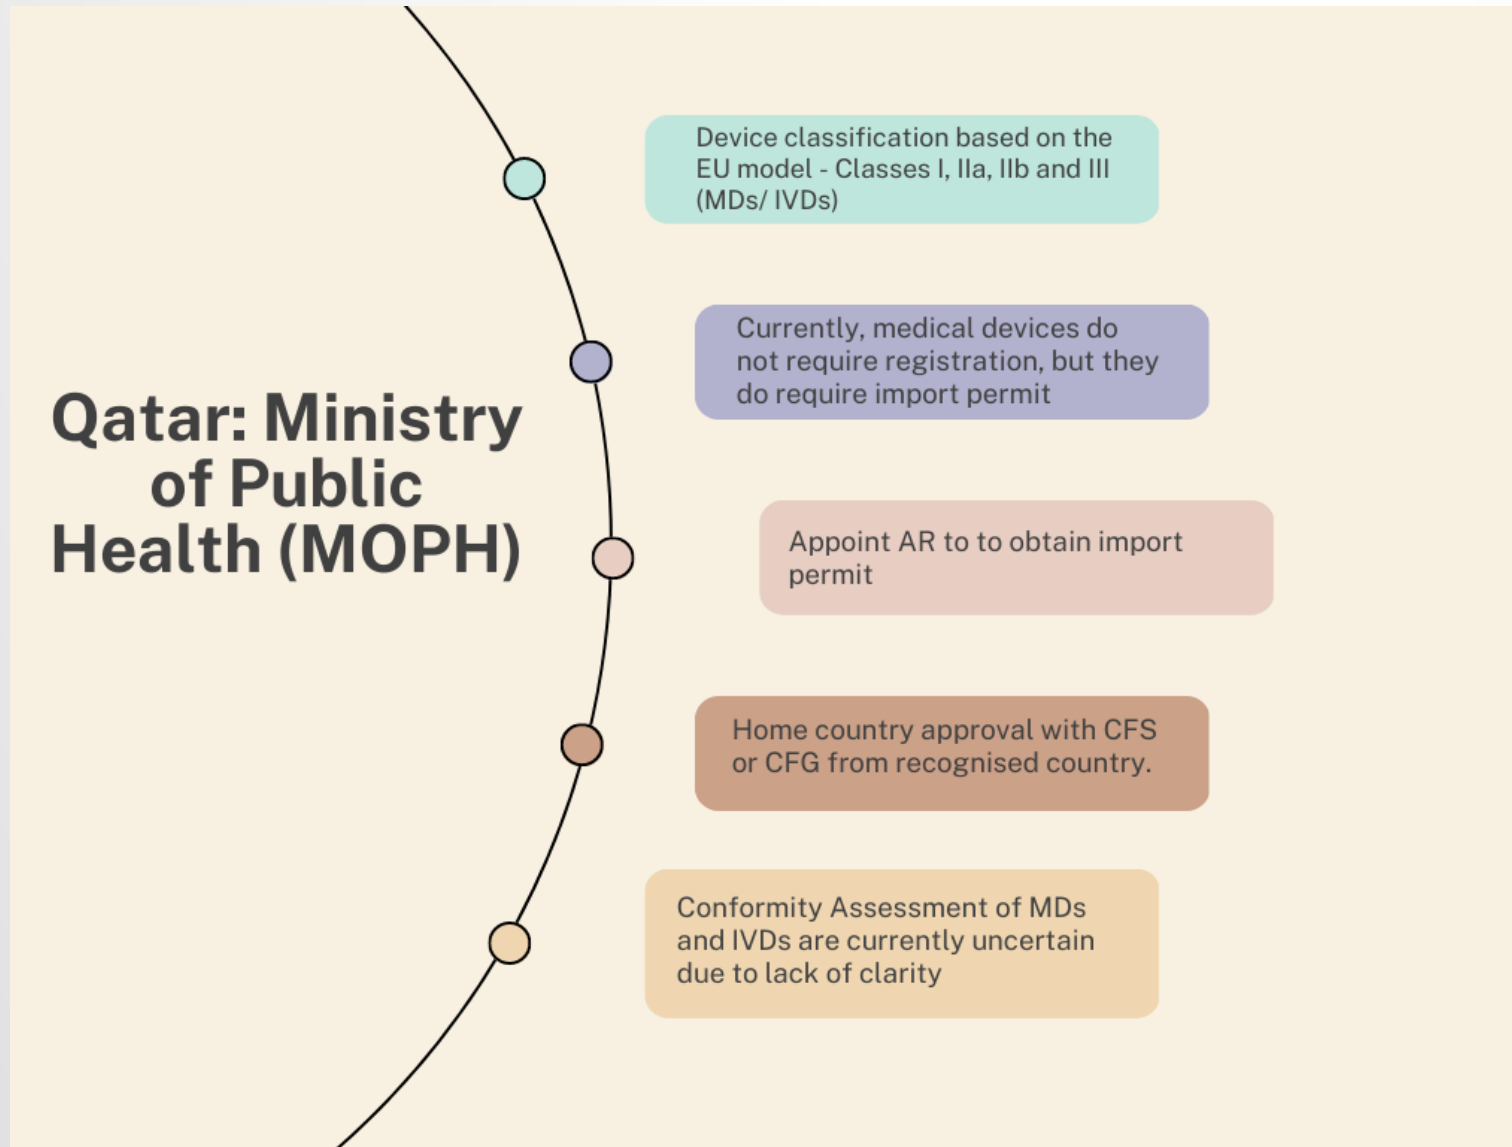 Qatar: Ministry
of Public
Health (MOPH)
Device classification based on the
EU model - Classes I, IIa, IIb and III
(MDs/ IVDs)
Currently, medical devices do
not require registration, but they
do require import permit
Appoint AR to to obtain import
permit
Home country approval with CFS
or CFG from recognised country.
Conformity Assessment of MDs
and IVDs are currently uncertain
due to lack of clarity